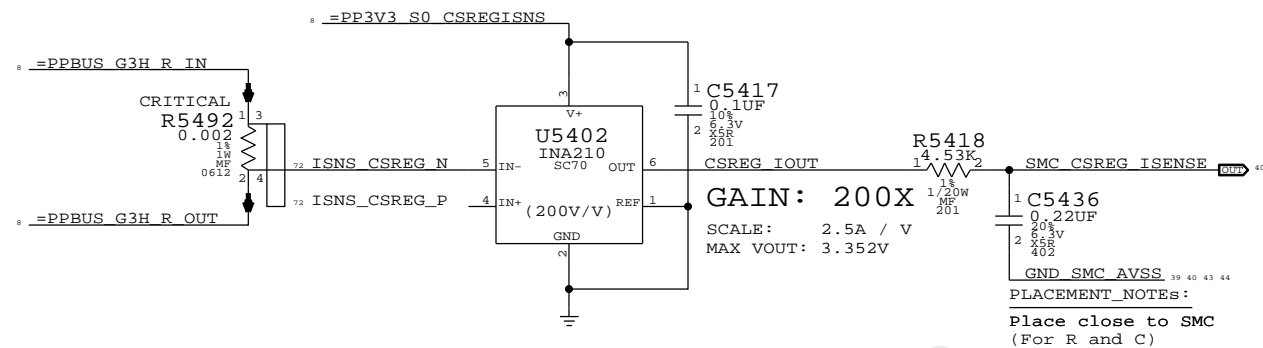 8 =PP3V3_S0_CSREGISNS
8 =PPBUS_G3H_R_IN
CRITICAL
R5492
0.002
1%
1W
MF
0612
1 3
2 4
8 =PPBUS_G3H_R_OUT
72 ISNS_CSREG_N
72 ISNS_CSREG_P
3
V+
U5402
INA210
SC70
5 IN-
4 IN+
OUT 6
REF 1
(200V/V)
GND
2
1 C5417
0.1UF
10%
2 6.3V
X5R
201
CSREG_IOUT
GAIN: 200X
SCALE: 2.5A / V
MAX VOUT: 3.352V
R5418
4.53K
1 2
1%
1/20W
MF
201
SMC_CSREG_ISENSE OUT 40
1 C5436
0.22UF
20%
2 6.3V
X5R
402
GND_SMC_AVSS 39 40 43 44
PLACEMENT_NOTEs:
Place close to SMC
(For R and C)